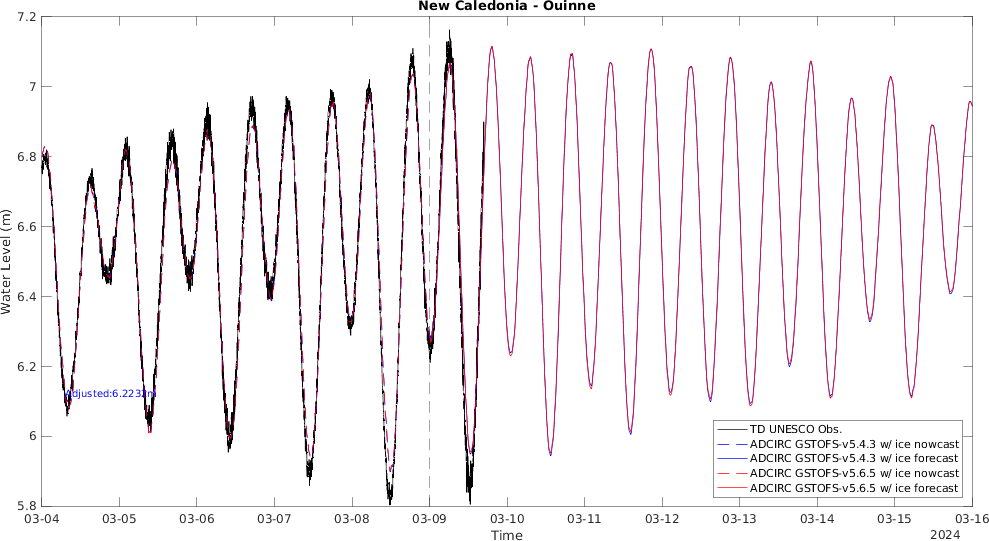 New Caledonia - Ouinne
7.2
7
6.8
6.6
6.4
6.2
6
5.8
Water Level (m)
Adjusted:6.2232m
TD UNESCO Obs.
ADCIRC GSTOFS-v5.4.3 w/ ice nowcast
ADCIRC GSTOFS-v5.4.3 w/ ice forecast
ADCIRC GSTOFS-v5.6.5 w/ ice nowcast
ADCIRC GSTOFS-v5.6.5 w/ ice forecast
03-04 03-05 03-06 03-07 03-08 03-09 03-10 03-11 03-12 03-13 03-14 03-15 03-16
Time
2024